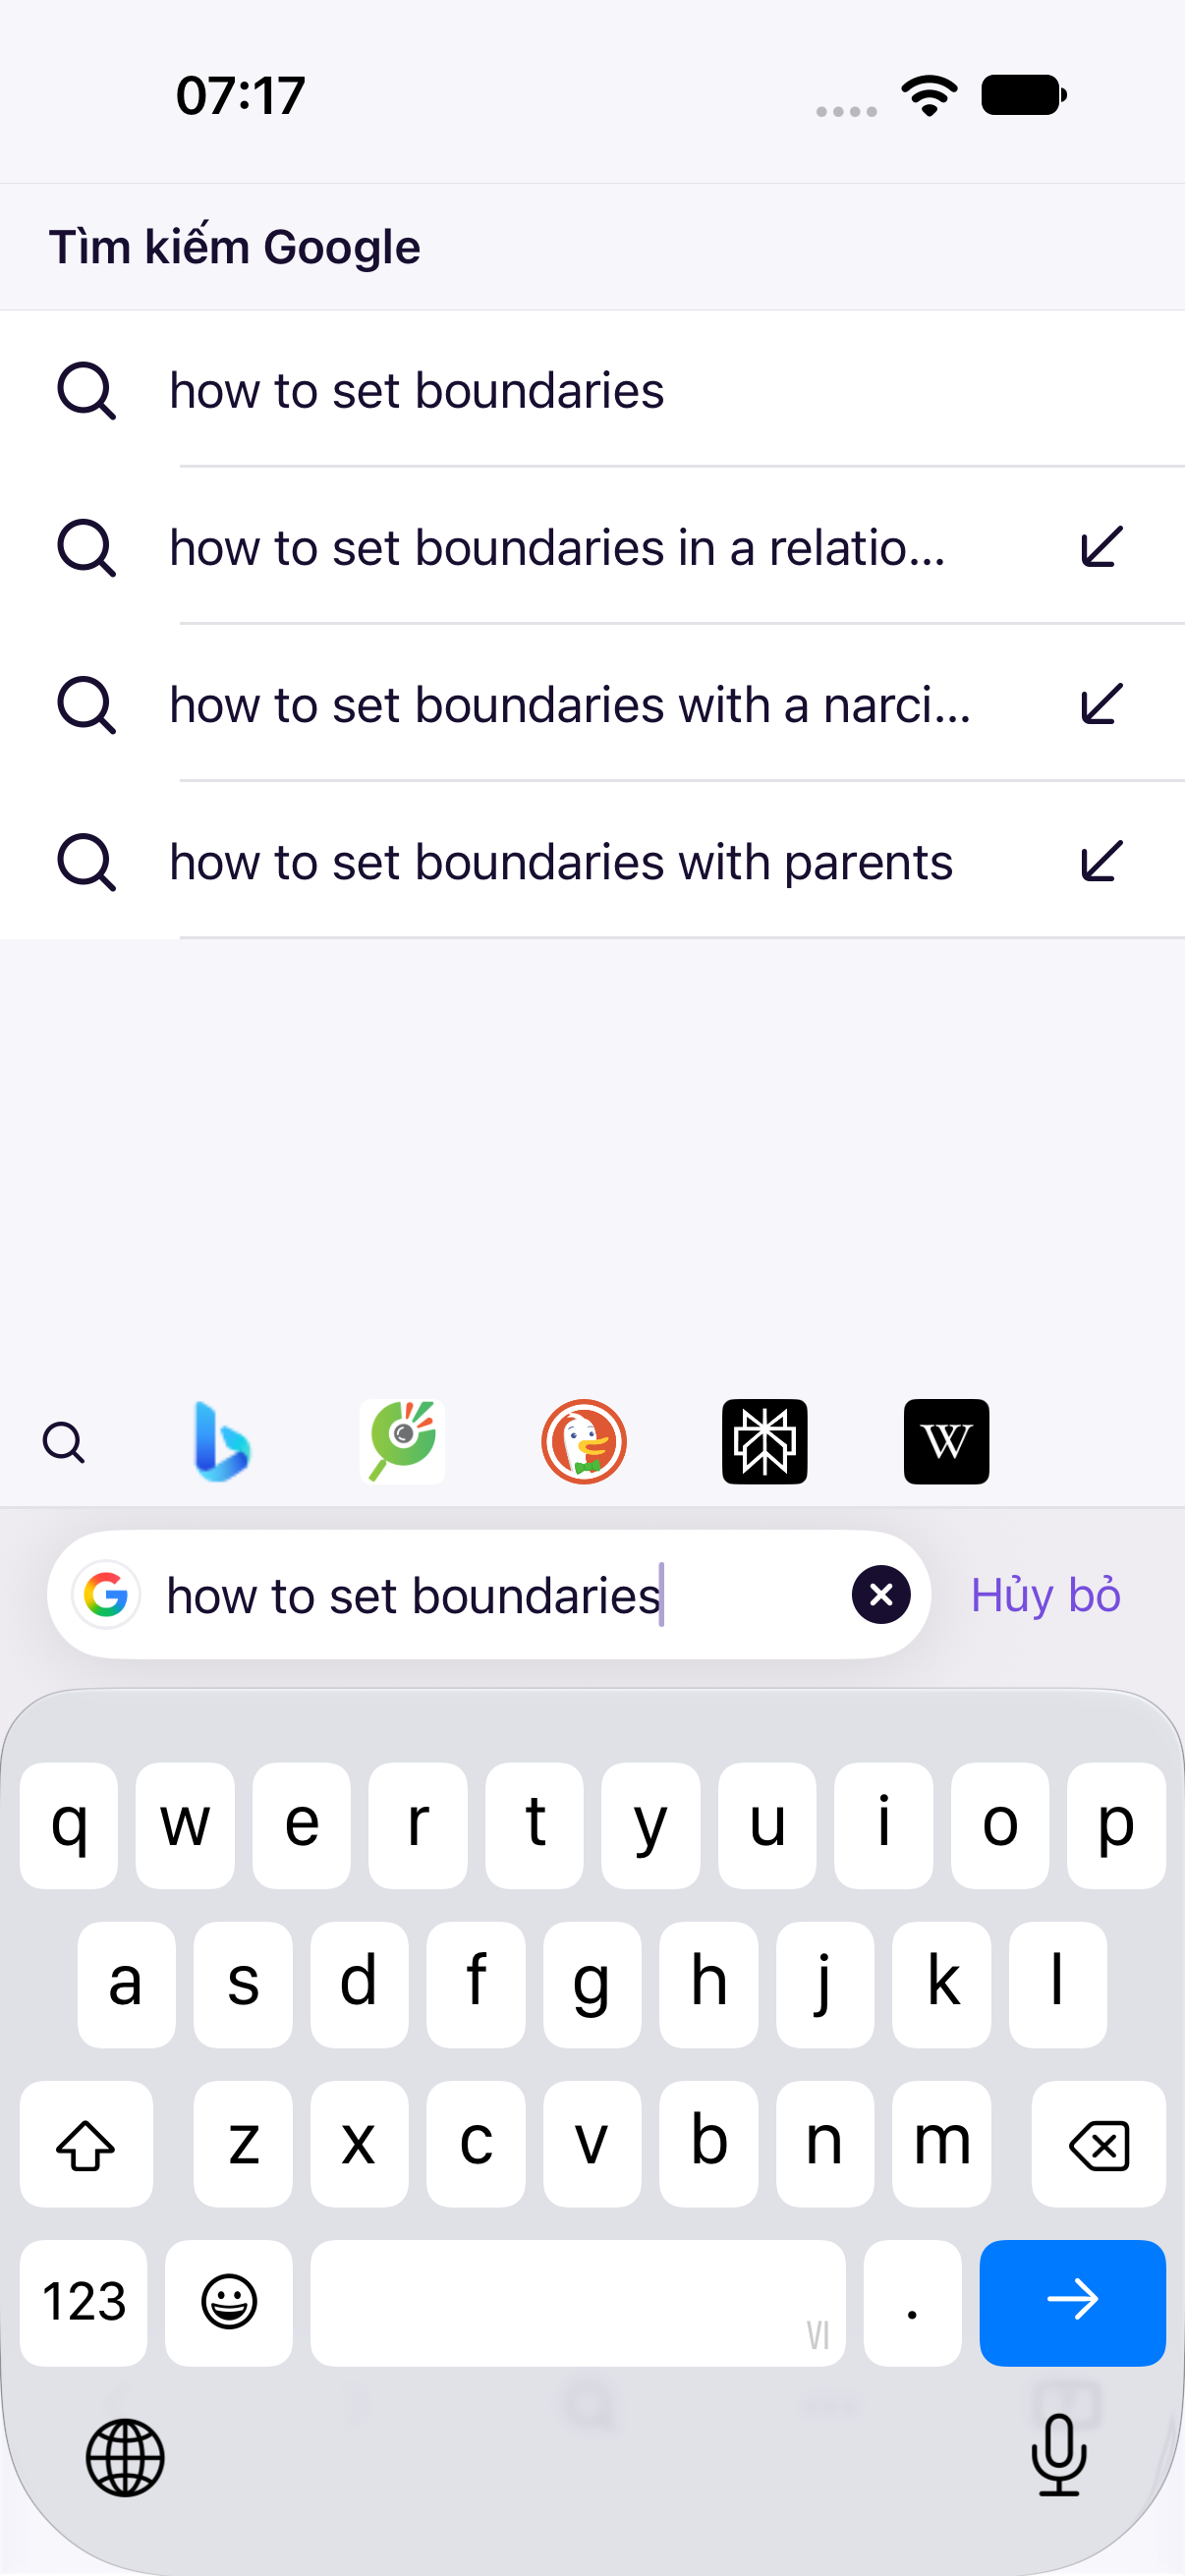 07:17
Tìm kiếm Google
how to set boundaries
how to set boundaries in a relatio...
how to set boundaries with a narci...
how to set boundaries with parents
W
how to set boundaries
Hủy bỏ
q w e r t y u i o p
a s d f g h j k l
z x c v b n m
123 VI .